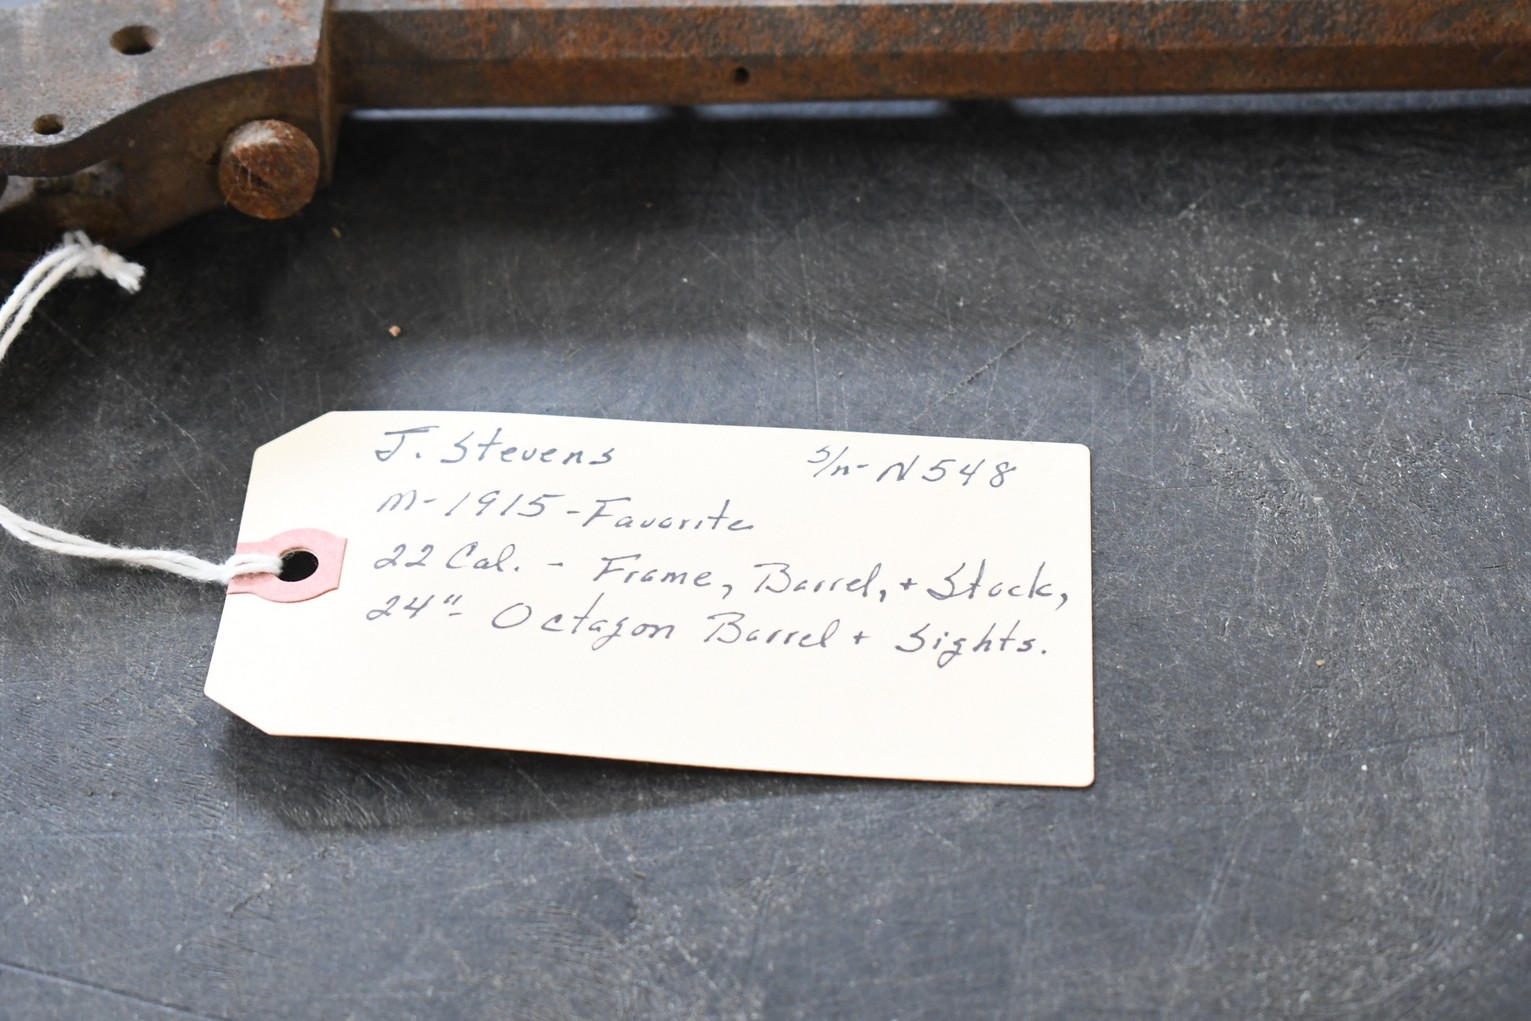 J. Stevens S/n- N548
M-1915-Favorite
22 Cal. - Frame, Barrel, + Stock,
24"- Octagon Barrel + Sights.